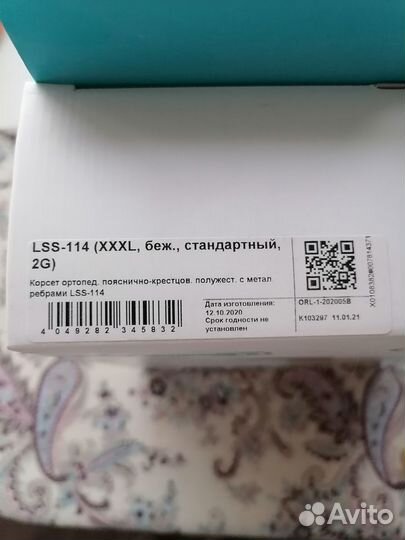 LSS-114 (XXXL, беж., стандартный,
2G)
Корсет ортопед. пояснично-крестцов. полужест. с метал.
ребрами LSS-114
4 049282 345832
Дата изготовления:
12.10.2020
Срок годности не
установлен
ORL-1-202005B
K103297 11.01.21
Avito